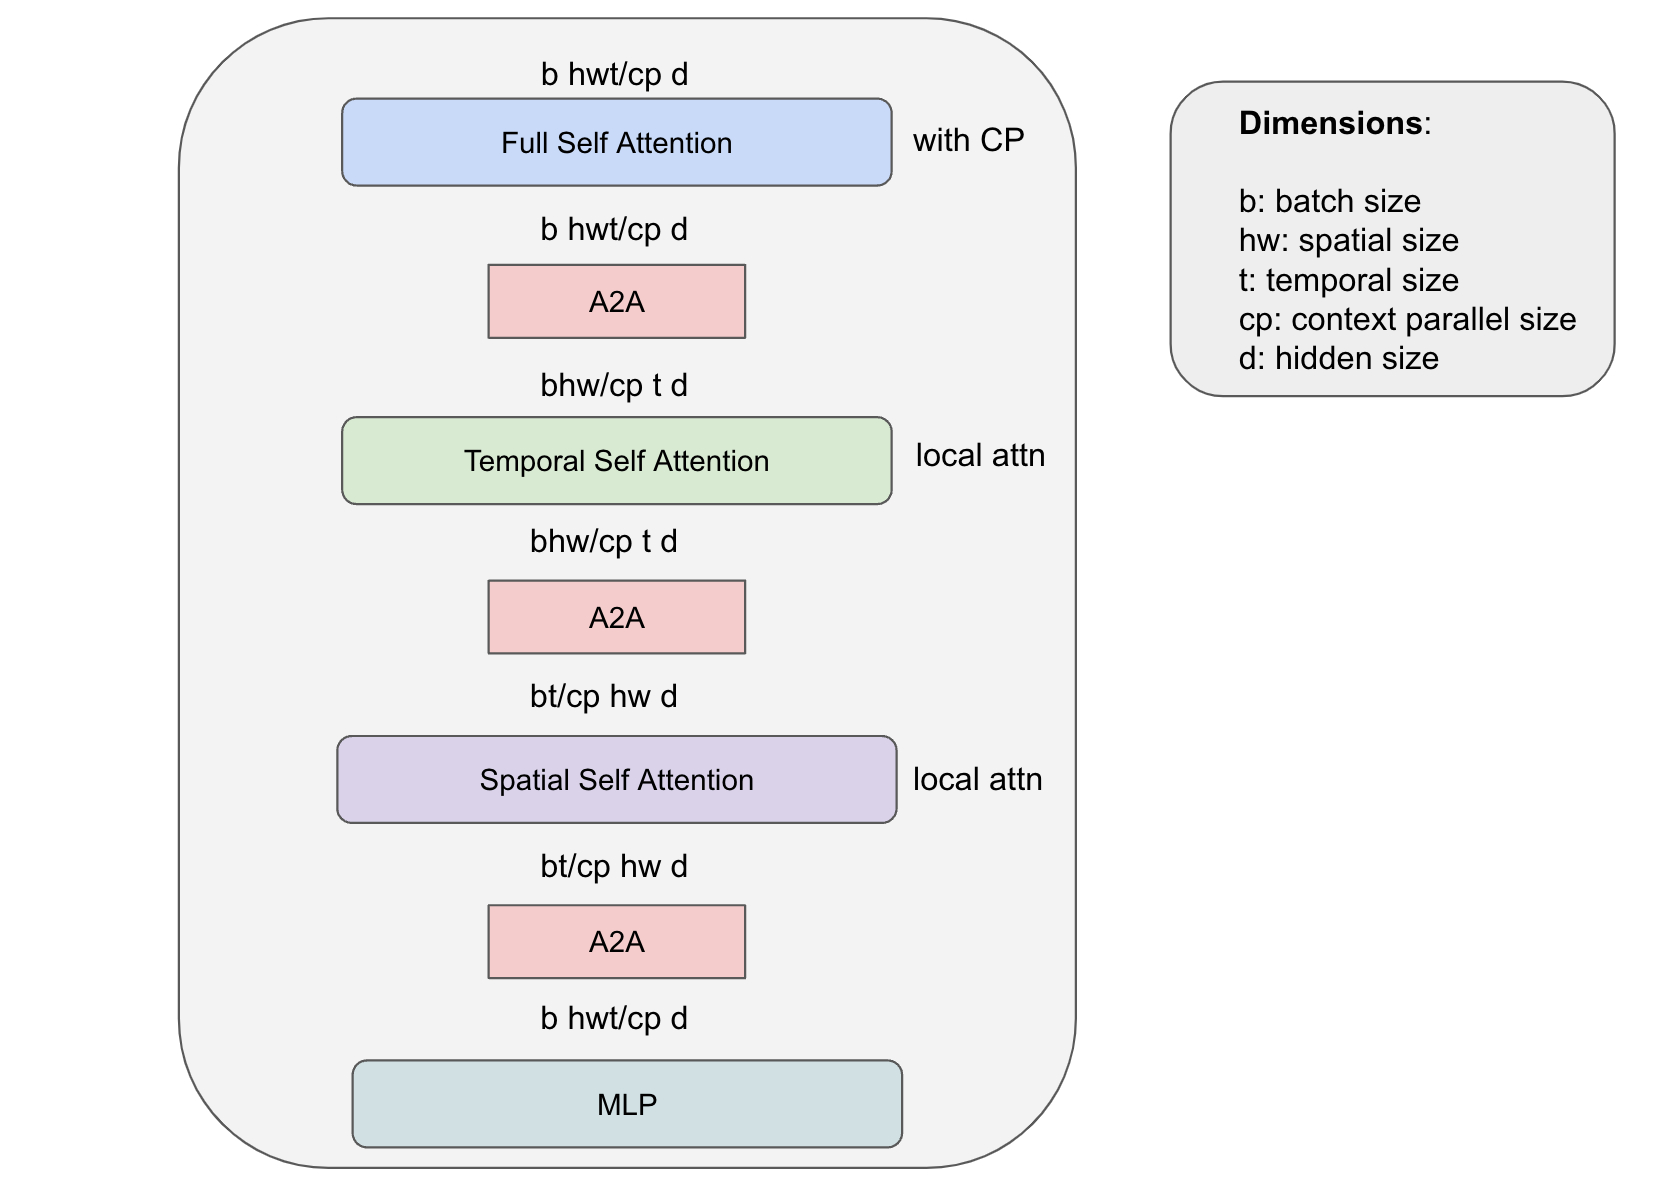 b hwt/cp d
Full Self Attention
with CP
b hwt/cp d
A2A
bhw/cp t d
Temporal Self Attention
local attn
bhw/cp t d
A2A
bt/cp hw d
Spatial Self Attention
local attn
bt/cp hw d
A2A
b hwt/cp d
MLP
Dimensions:
b: batch size
hw: spatial size
t: temporal size
cp: context parallel size
d: hidden size